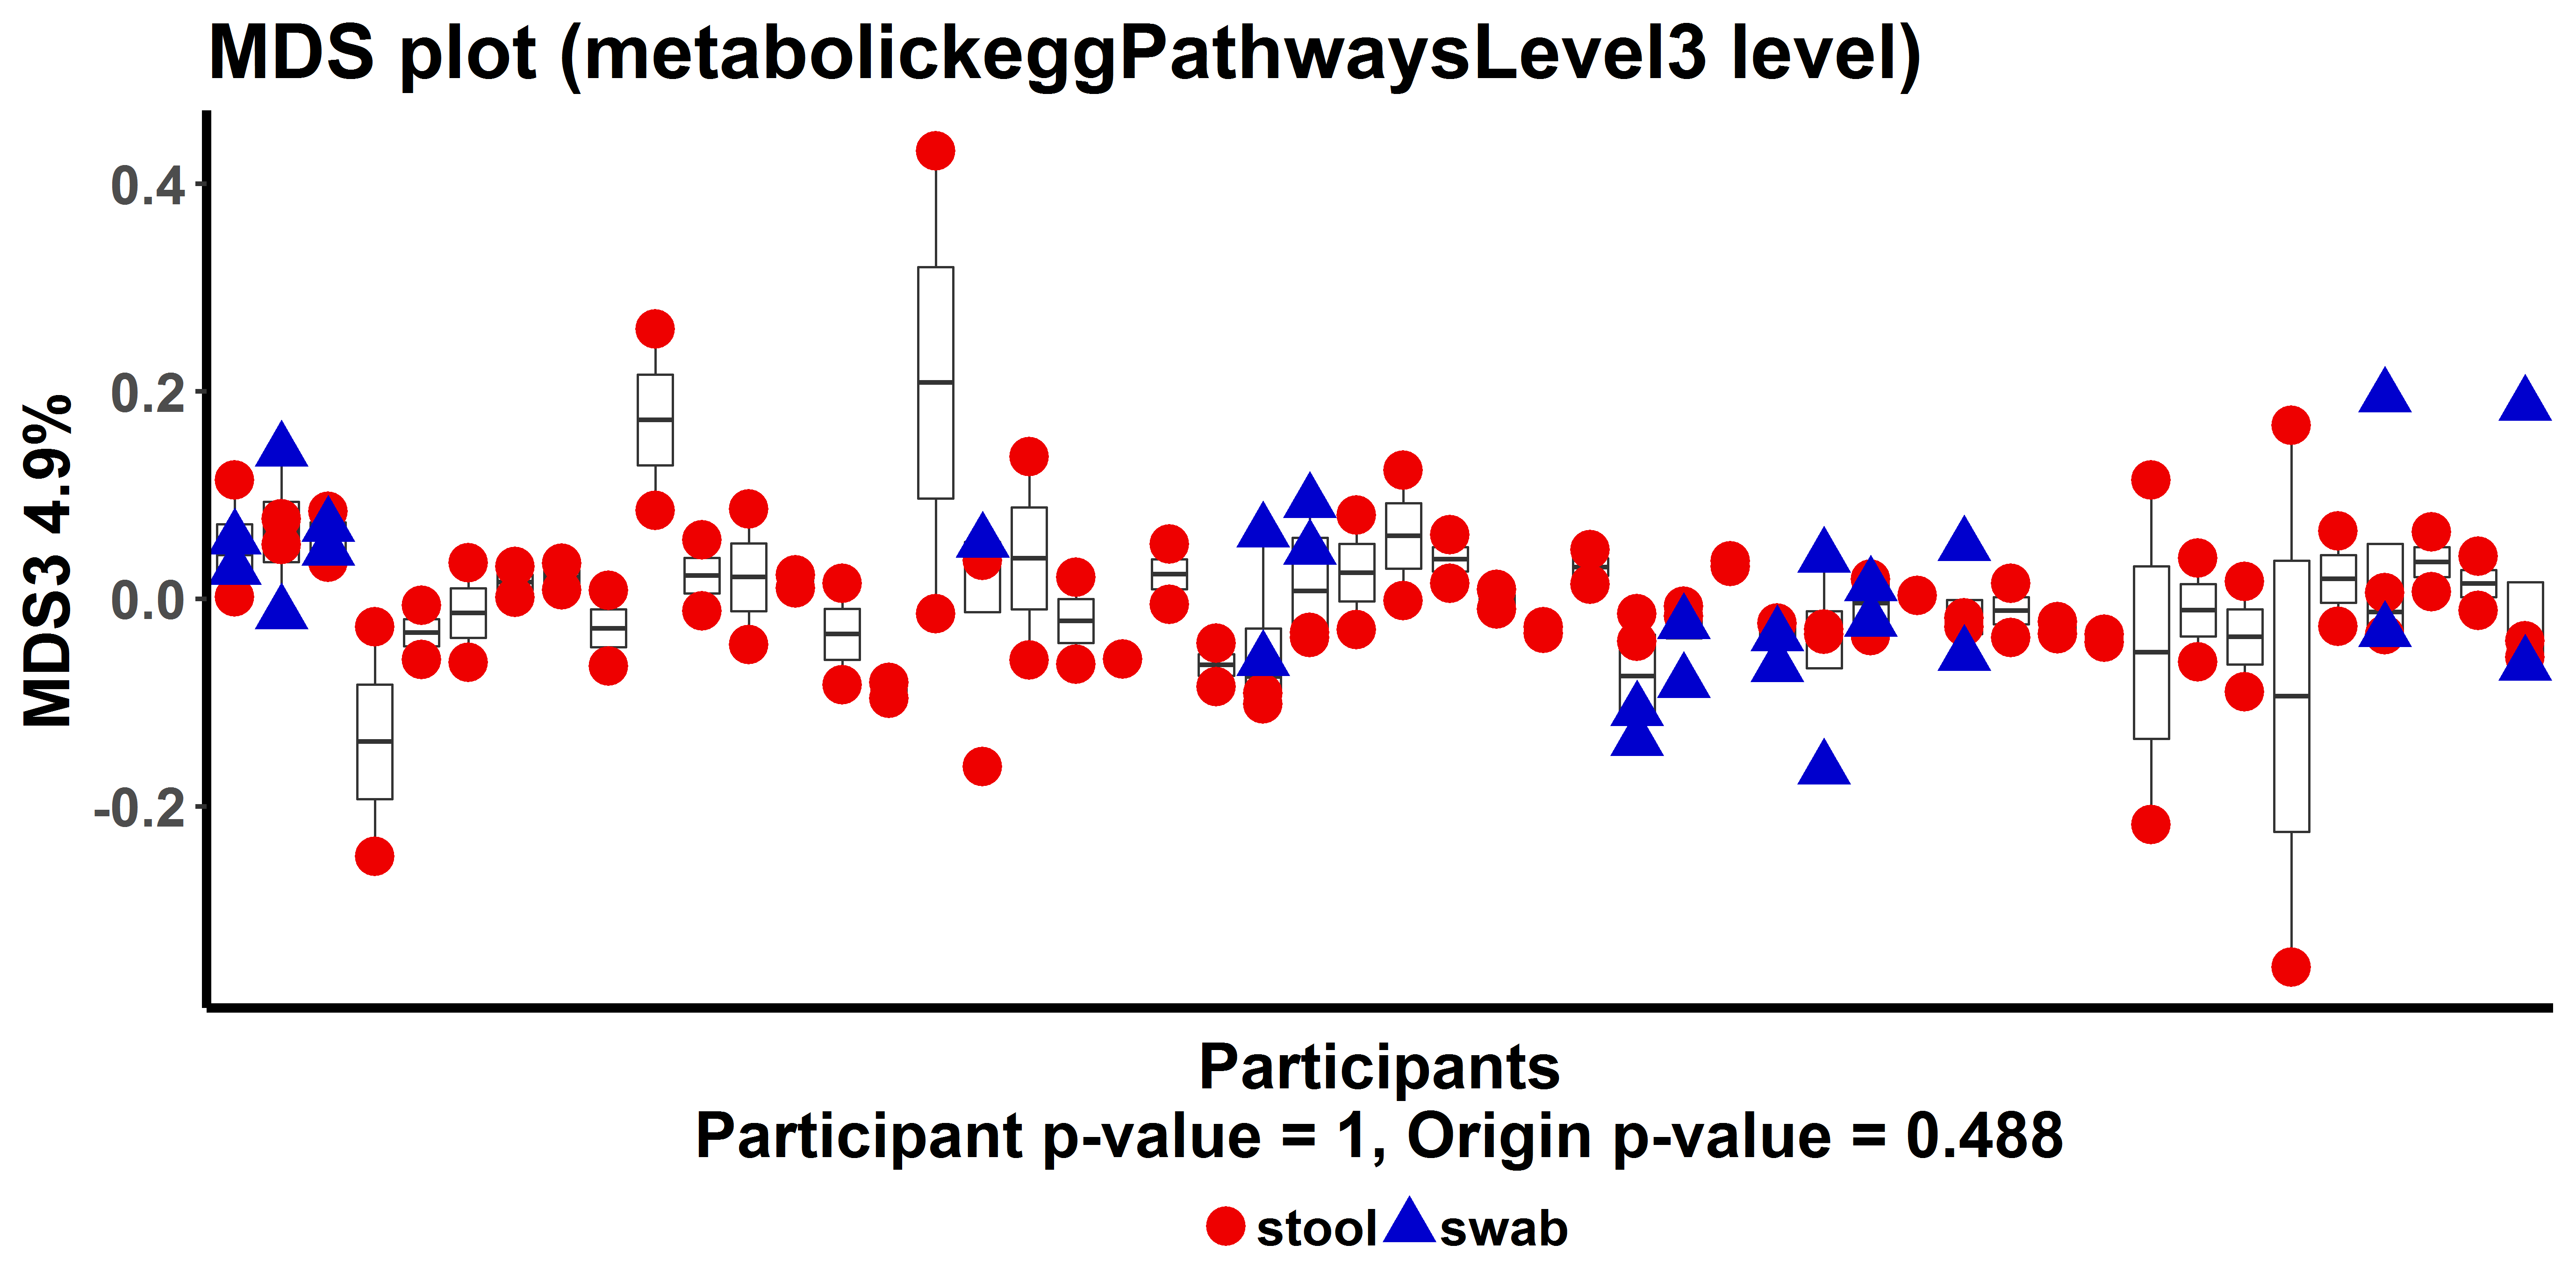 MDS plot (metabolickeggPathwaysLevel3 level)
MDS3 4.9%
0.4
0.2
0.0
-0.2
Participants
Participant p-value = 1, Origin p-value = 0.488
stool swab